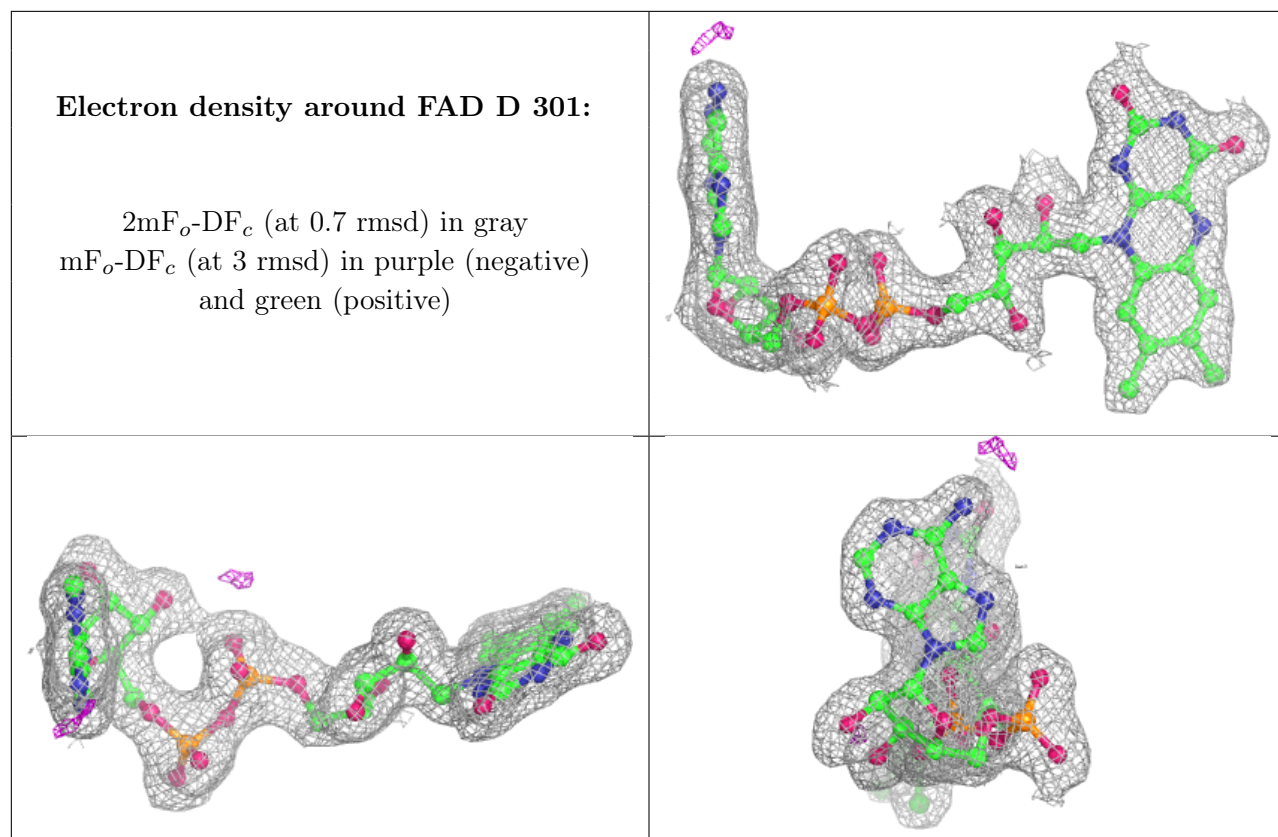 Electron density around FAD D 301:
2mFo-DFc (at 0.7 rmsd) in gray
mFo-DFc (at 3 rmsd) in purple (negative)
and green (positive)